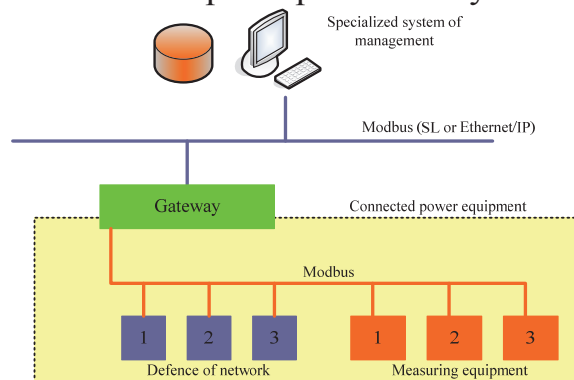 Specialized system of
management
Modbus (SL or Ethernet/IP)
Gateway
Connected power equipment
Modbus
1 2 3 1 2 3
Defence of network Measuring equipment